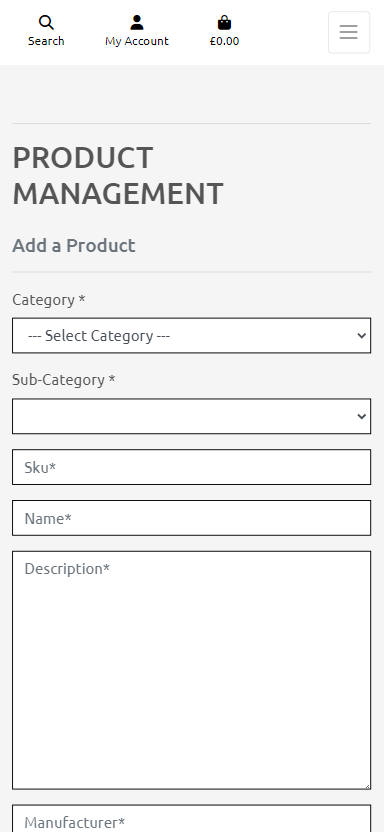 Search
My Account
£0.00
PRODUCT
MANAGEMENT
Add a Product
Category *
--- Select Category ---
Sub-Category *
Sku*
Name*
Description*
Manufacturer*